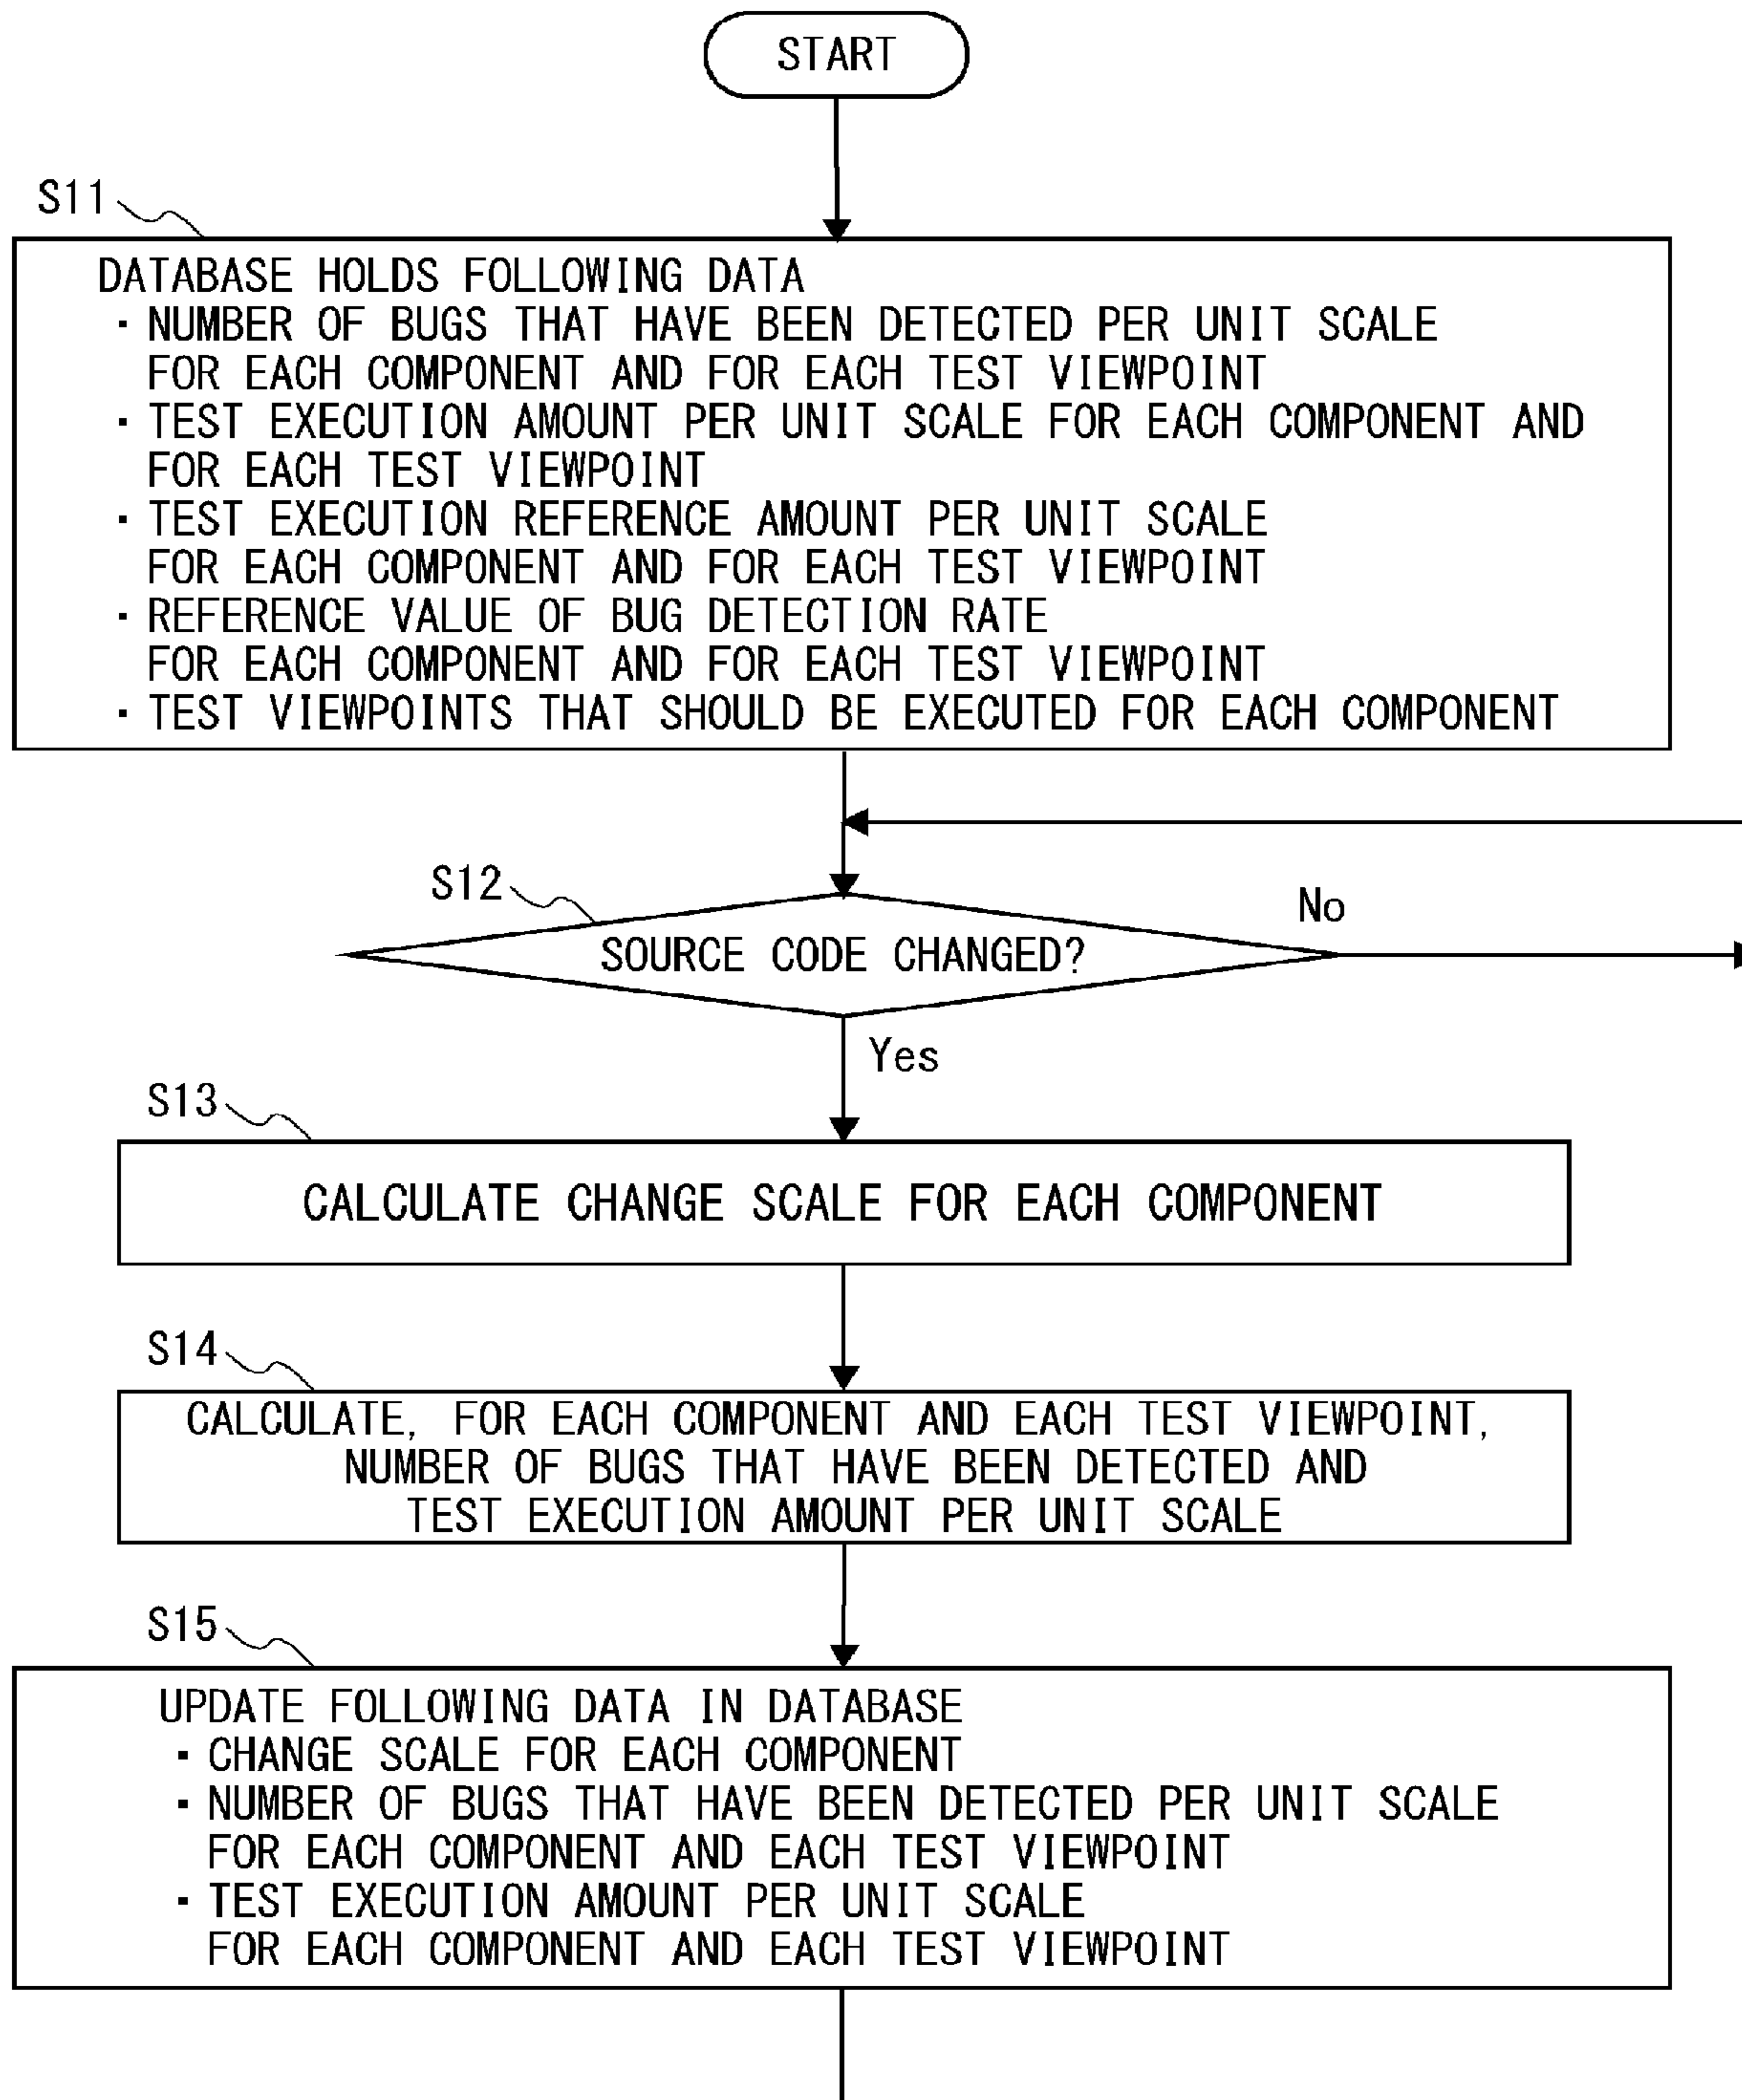 START
S11
DATABASE HOLDS FOLLOWING DATA
・NUMBER OF BUGS THAT HAVE BEEN DETECTED PER UNIT SCALE
FOR EACH COMPONENT AND FOR EACH TEST VIEWPOINT
・TEST EXECUTION AMOUNT PER UNIT SCALE FOR EACH COMPONENT AND
FOR EACH TEST VIEWPOINT
・TEST EXECUTION REFERENCE AMOUNT PER UNIT SCALE
FOR EACH COMPONENT AND FOR EACH TEST VIEWPOINT
・REFERENCE VALUE OF BUG DETECTION RATE
FOR EACH COMPONENT AND FOR EACH TEST VIEWPOINT
・TEST VIEWPOINTS THAT SHOULD BE EXECUTED FOR EACH COMPONENT
S12
No
SOURCE CODE CHANGED?
Yes
S13
CALCULATE CHANGE SCALE FOR EACH COMPONENT
S14
CALCULATE, FOR EACH COMPONENT AND EACH TEST VIEWPOINT,
NUMBER OF BUGS THAT HAVE BEEN DETECTED AND
TEST EXECUTION AMOUNT PER UNIT SCALE
S15
UPDATE FOLLOWING DATA IN DATABASE
・CHANGE SCALE FOR EACH COMPONENT
・NUMBER OF BUGS THAT HAVE BEEN DETECTED PER UNIT SCALE
FOR EACH COMPONENT AND EACH TEST VIEWPOINT
・TEST EXECUTION AMOUNT PER UNIT SCALE
FOR EACH COMPONENT AND EACH TEST VIEWPOINT